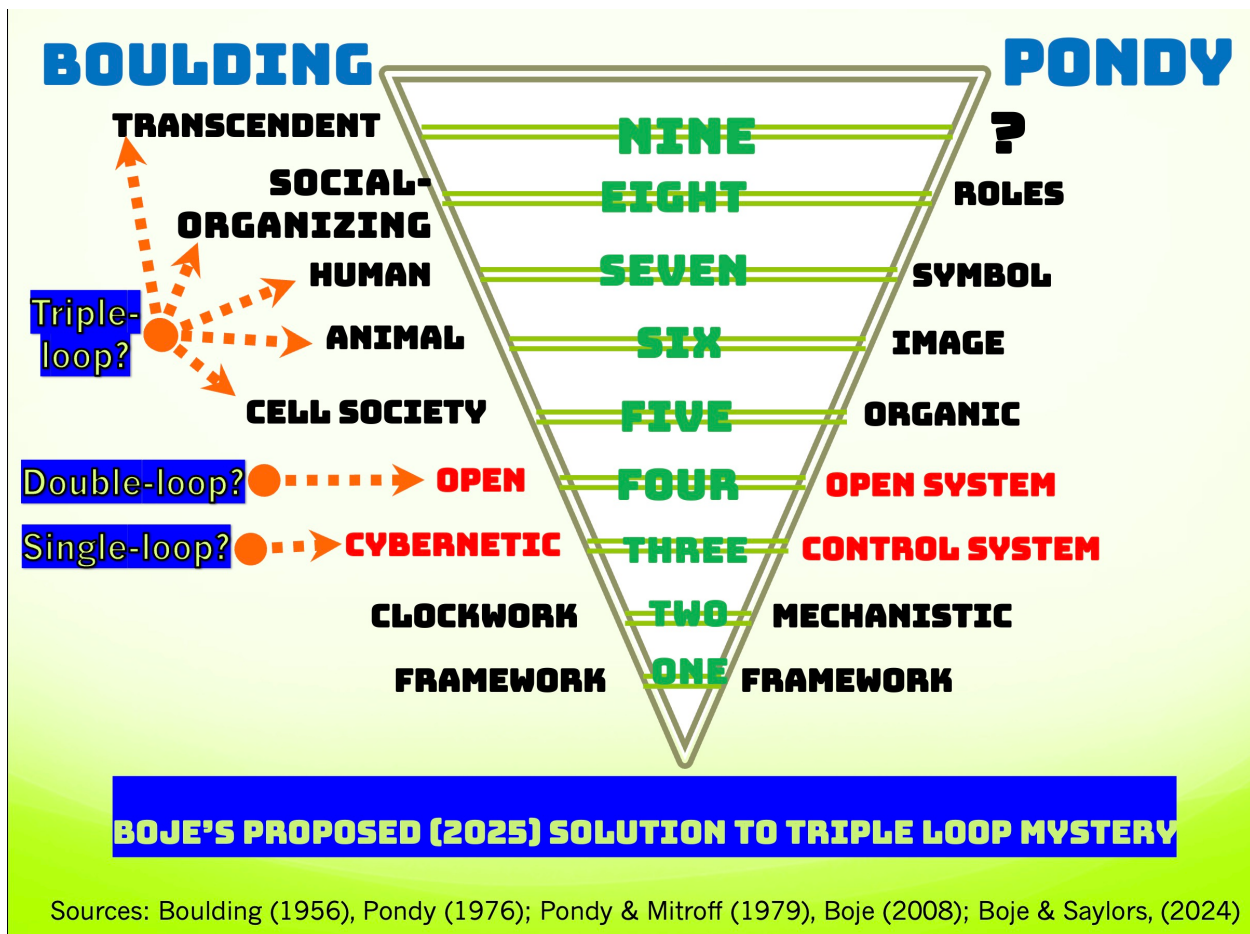 BOULDING
PONDY
TRANSCENDENT
NINE
?
SOCIAL-
ORGANIZING
EIGHT
ROLES
HUMAN
SEVEN
SYMBOL
Triple-
loop?
ANIMAL
SIX
IMAGE
CELL SOCIETY
FIVE
ORGANIC
Double-loop?
OPEN
FOUR
OPEN SYSTEM
Single-loop?
CYBERNETIC
THREE
CONTROL SYSTEM
CLOCKWORK
TWO
MECHANISTIC
FRAMEWORK
ONE
FRAMEWORK
BOJE'S PROPOSED (2025) SOLUTION TO TRIPLE LOOP MYSTERY
Sources: Boulding (1956), Pondy (1976); Pondy & Mitroff (1979), Boje (2008); Boje & Saylors, (2024)